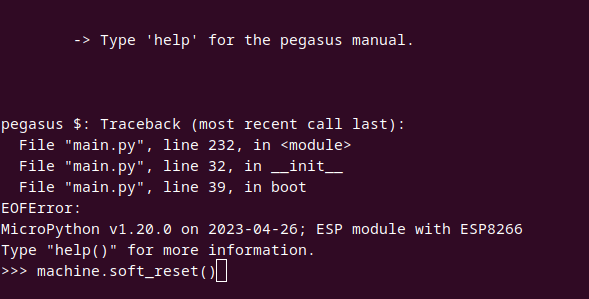 -> Type 'help' for the pegasus manual.
pegasus $: Traceback (most recent call last):
  File "main.py", line 232, in <module>
  File "main.py", line 32, in __init__
  File "main.py", line 39, in boot
EOFError:
MicroPython v1.20.0 on 2023-04-26; ESP module with ESP8266
Type "help()" for more information.
>>> machine.soft_reset()